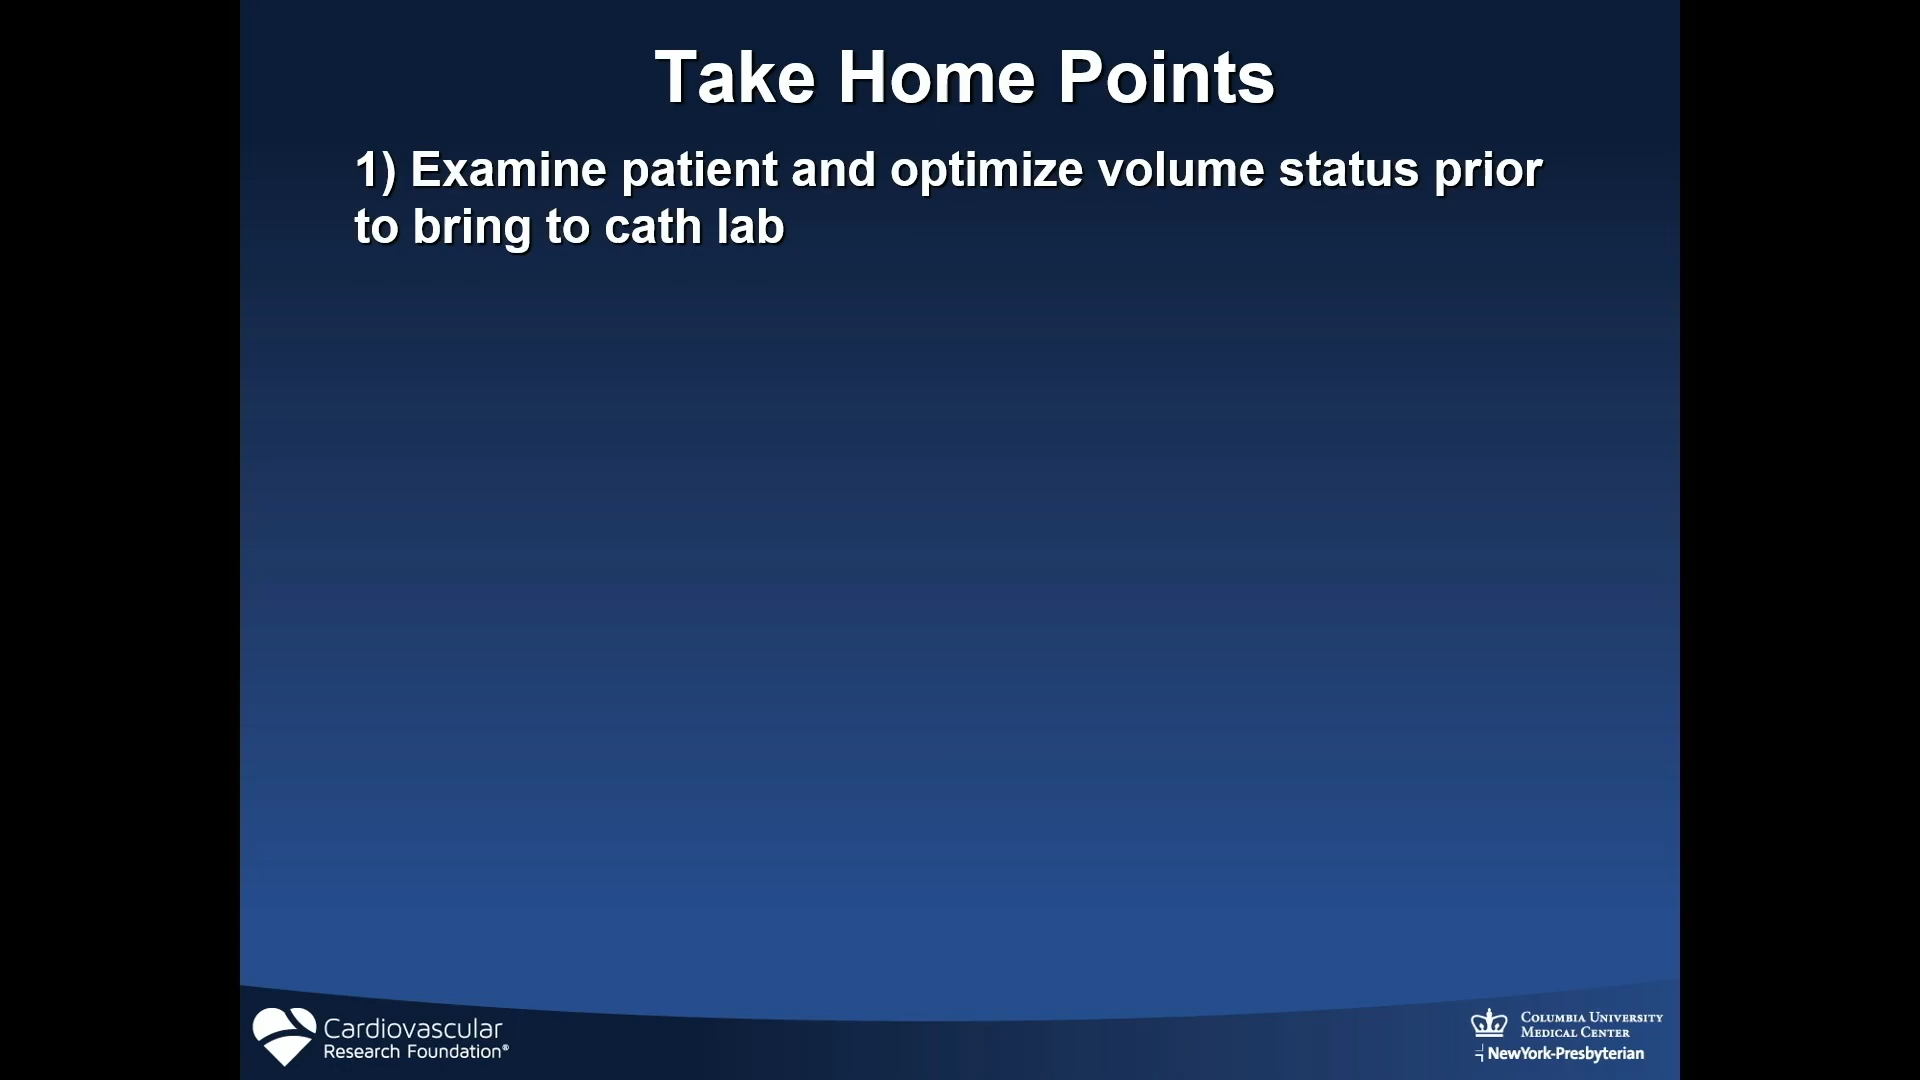 Take Home Points
1) Examine patient and optimize volume status prior
to bring to cath lab
Cardiovascular
Research Foundation®
COLUMBIA UNIVERSITY
MEDICAL CENTER
NewYork-Presbyterian